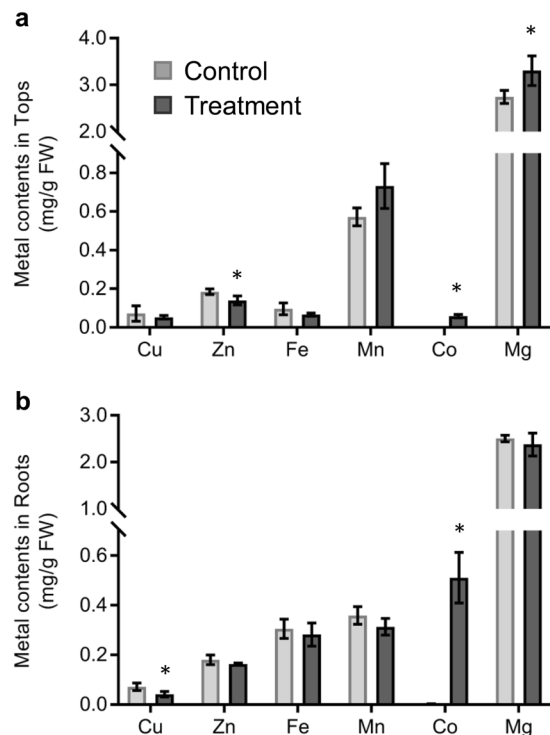 a
Metal contents in Tops
(mg/g FW)
4.0
3.0
2.0
0.8
0.6
0.4
0.2
0.0
Control
Treatment
*
*
*
Cu Zn Fe Mn Co Mg
b
Metal contents in Roots
(mg/g FW)
3.0
2.0
1.0
0.6
0.4
0.2
0.0
*
*
Cu Zn Fe Mn Co Mg